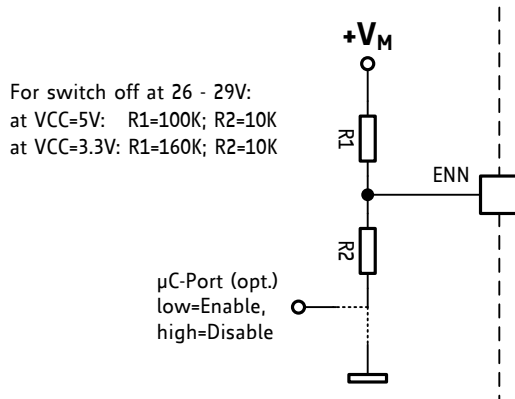 +VM
For switch off at 26 - 29V:
at VCC=5V: R1=100K; R2=10K
at VCC=3.3V: R1=160K; R2=10K
R1
ENN
R2
µC-Port (opt.)
low=Enable,
high=Disable